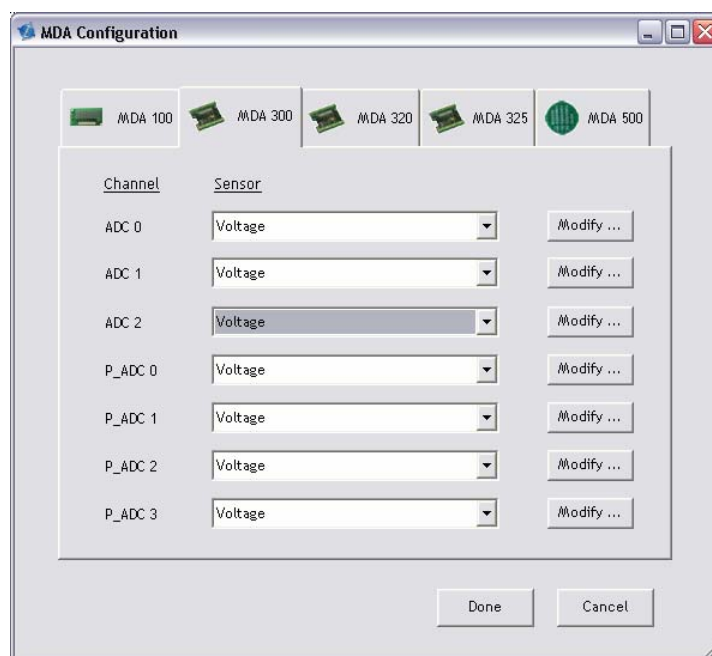 MDA Configuration
MDA 100 MDA 300 MDA 320 MDA 325 MDA 500
Channel Sensor
ADC 0 Voltage Modify ...
ADC 1 Voltage Modify ...
ADC 2 Voltage Modify ...
P_ADC 0 Voltage Modify ...
P_ADC 1 Voltage Modify ...
P_ADC 2 Voltage Modify ...
P_ADC 3 Voltage Modify ...
Done Cancel